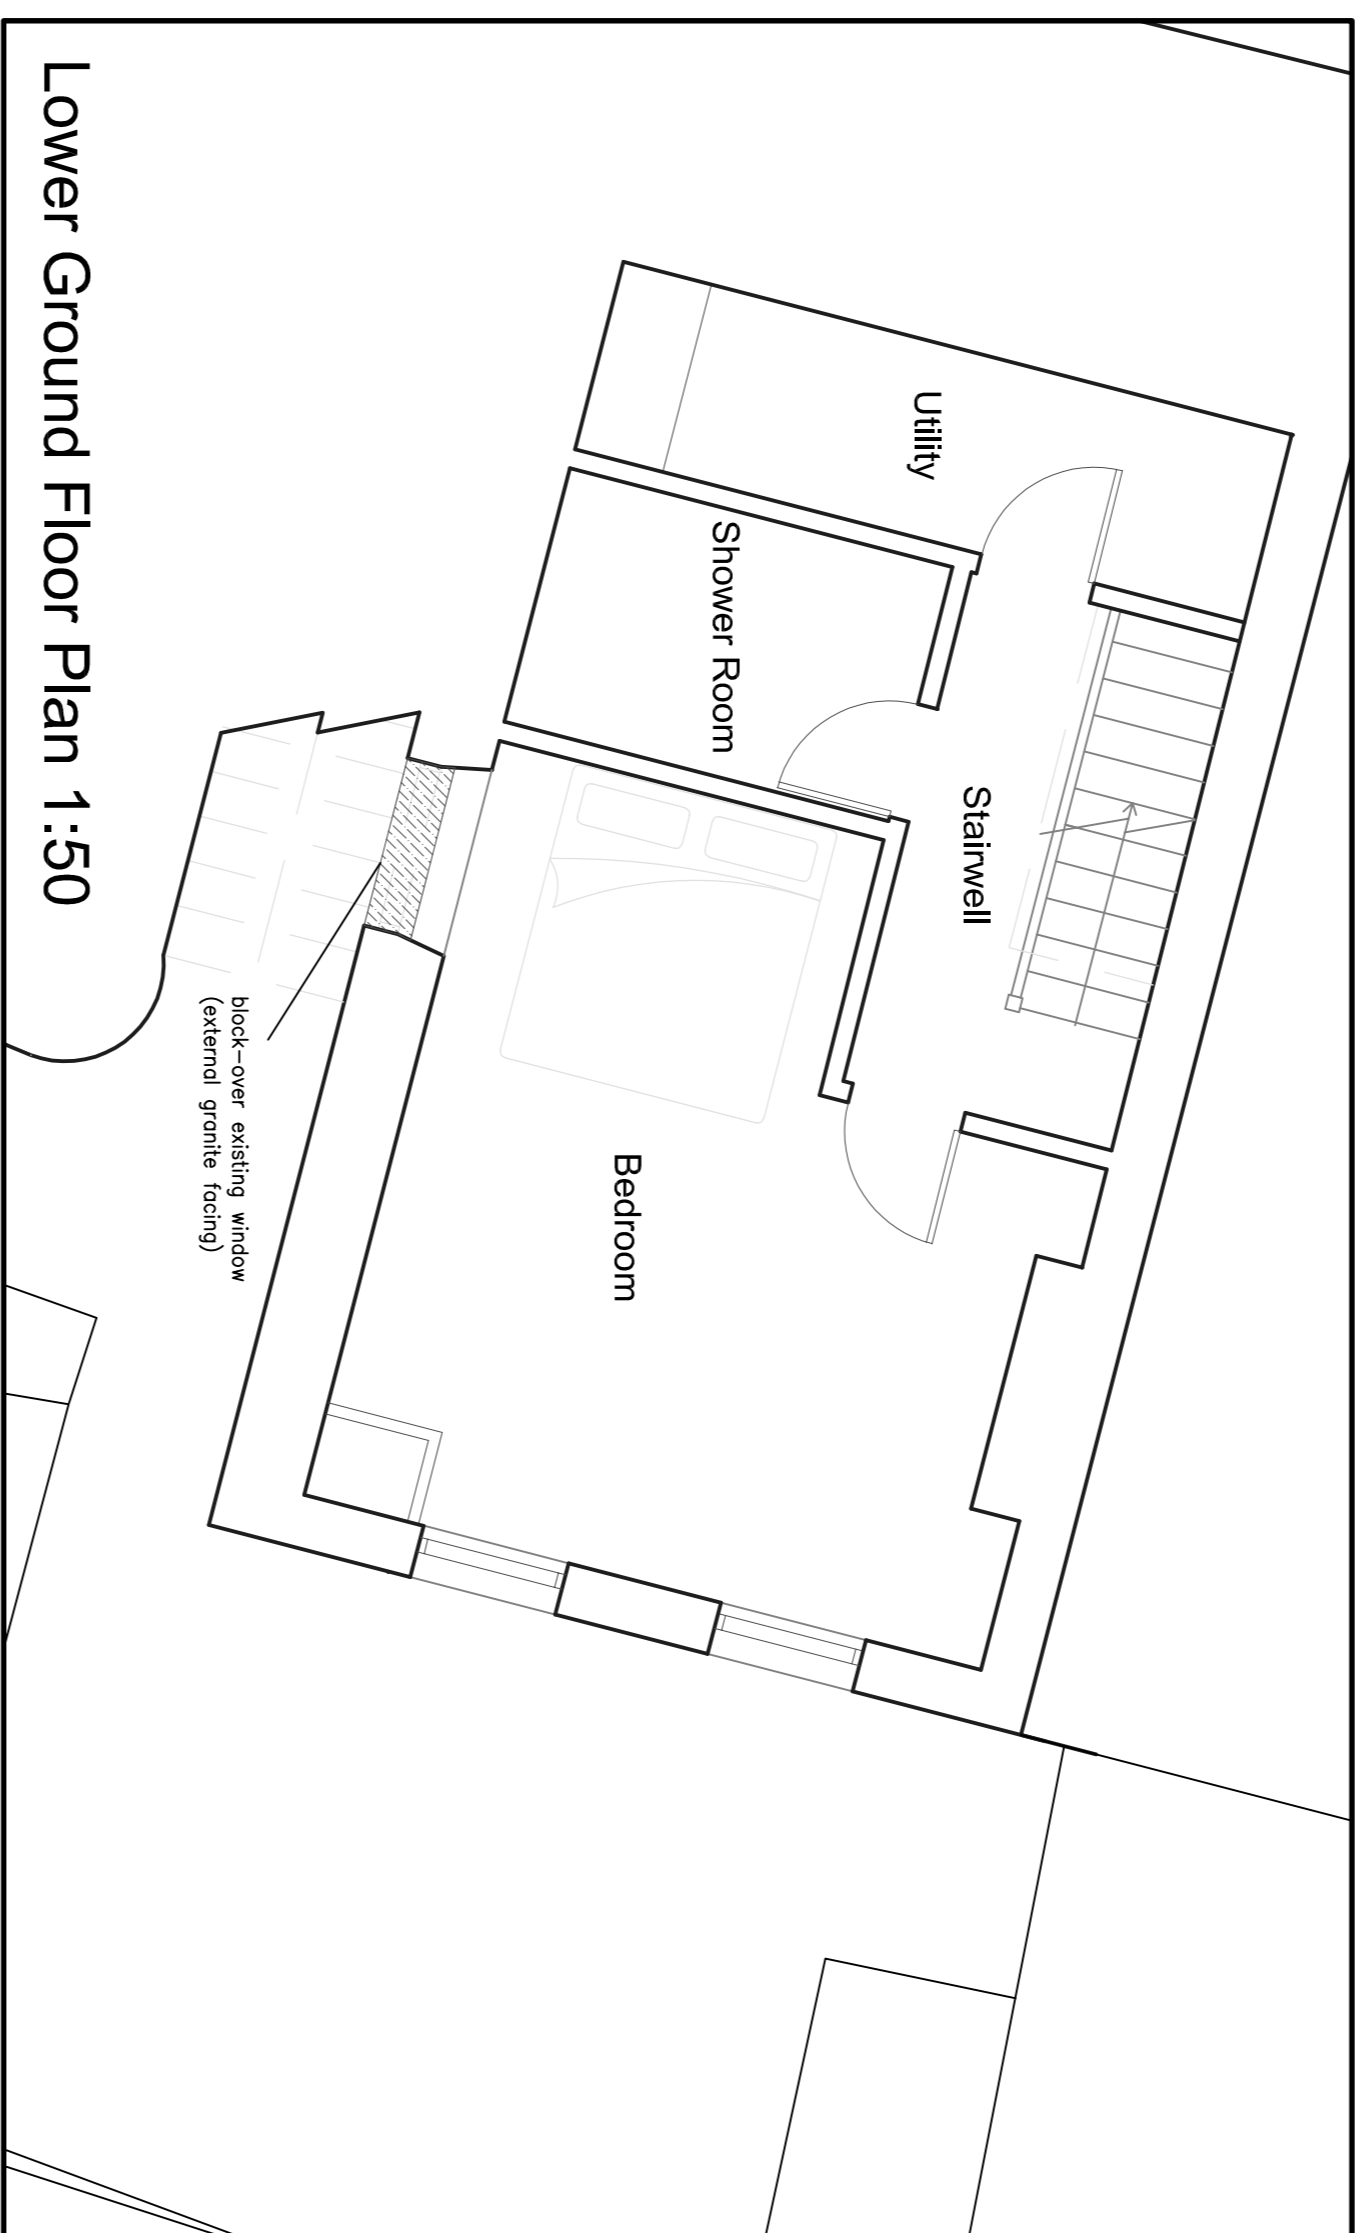 Utility
Shower Room
Stairwell
Bedroom
block-over existing window
(external granite facing)
Lower Ground Floor Plan 1:50